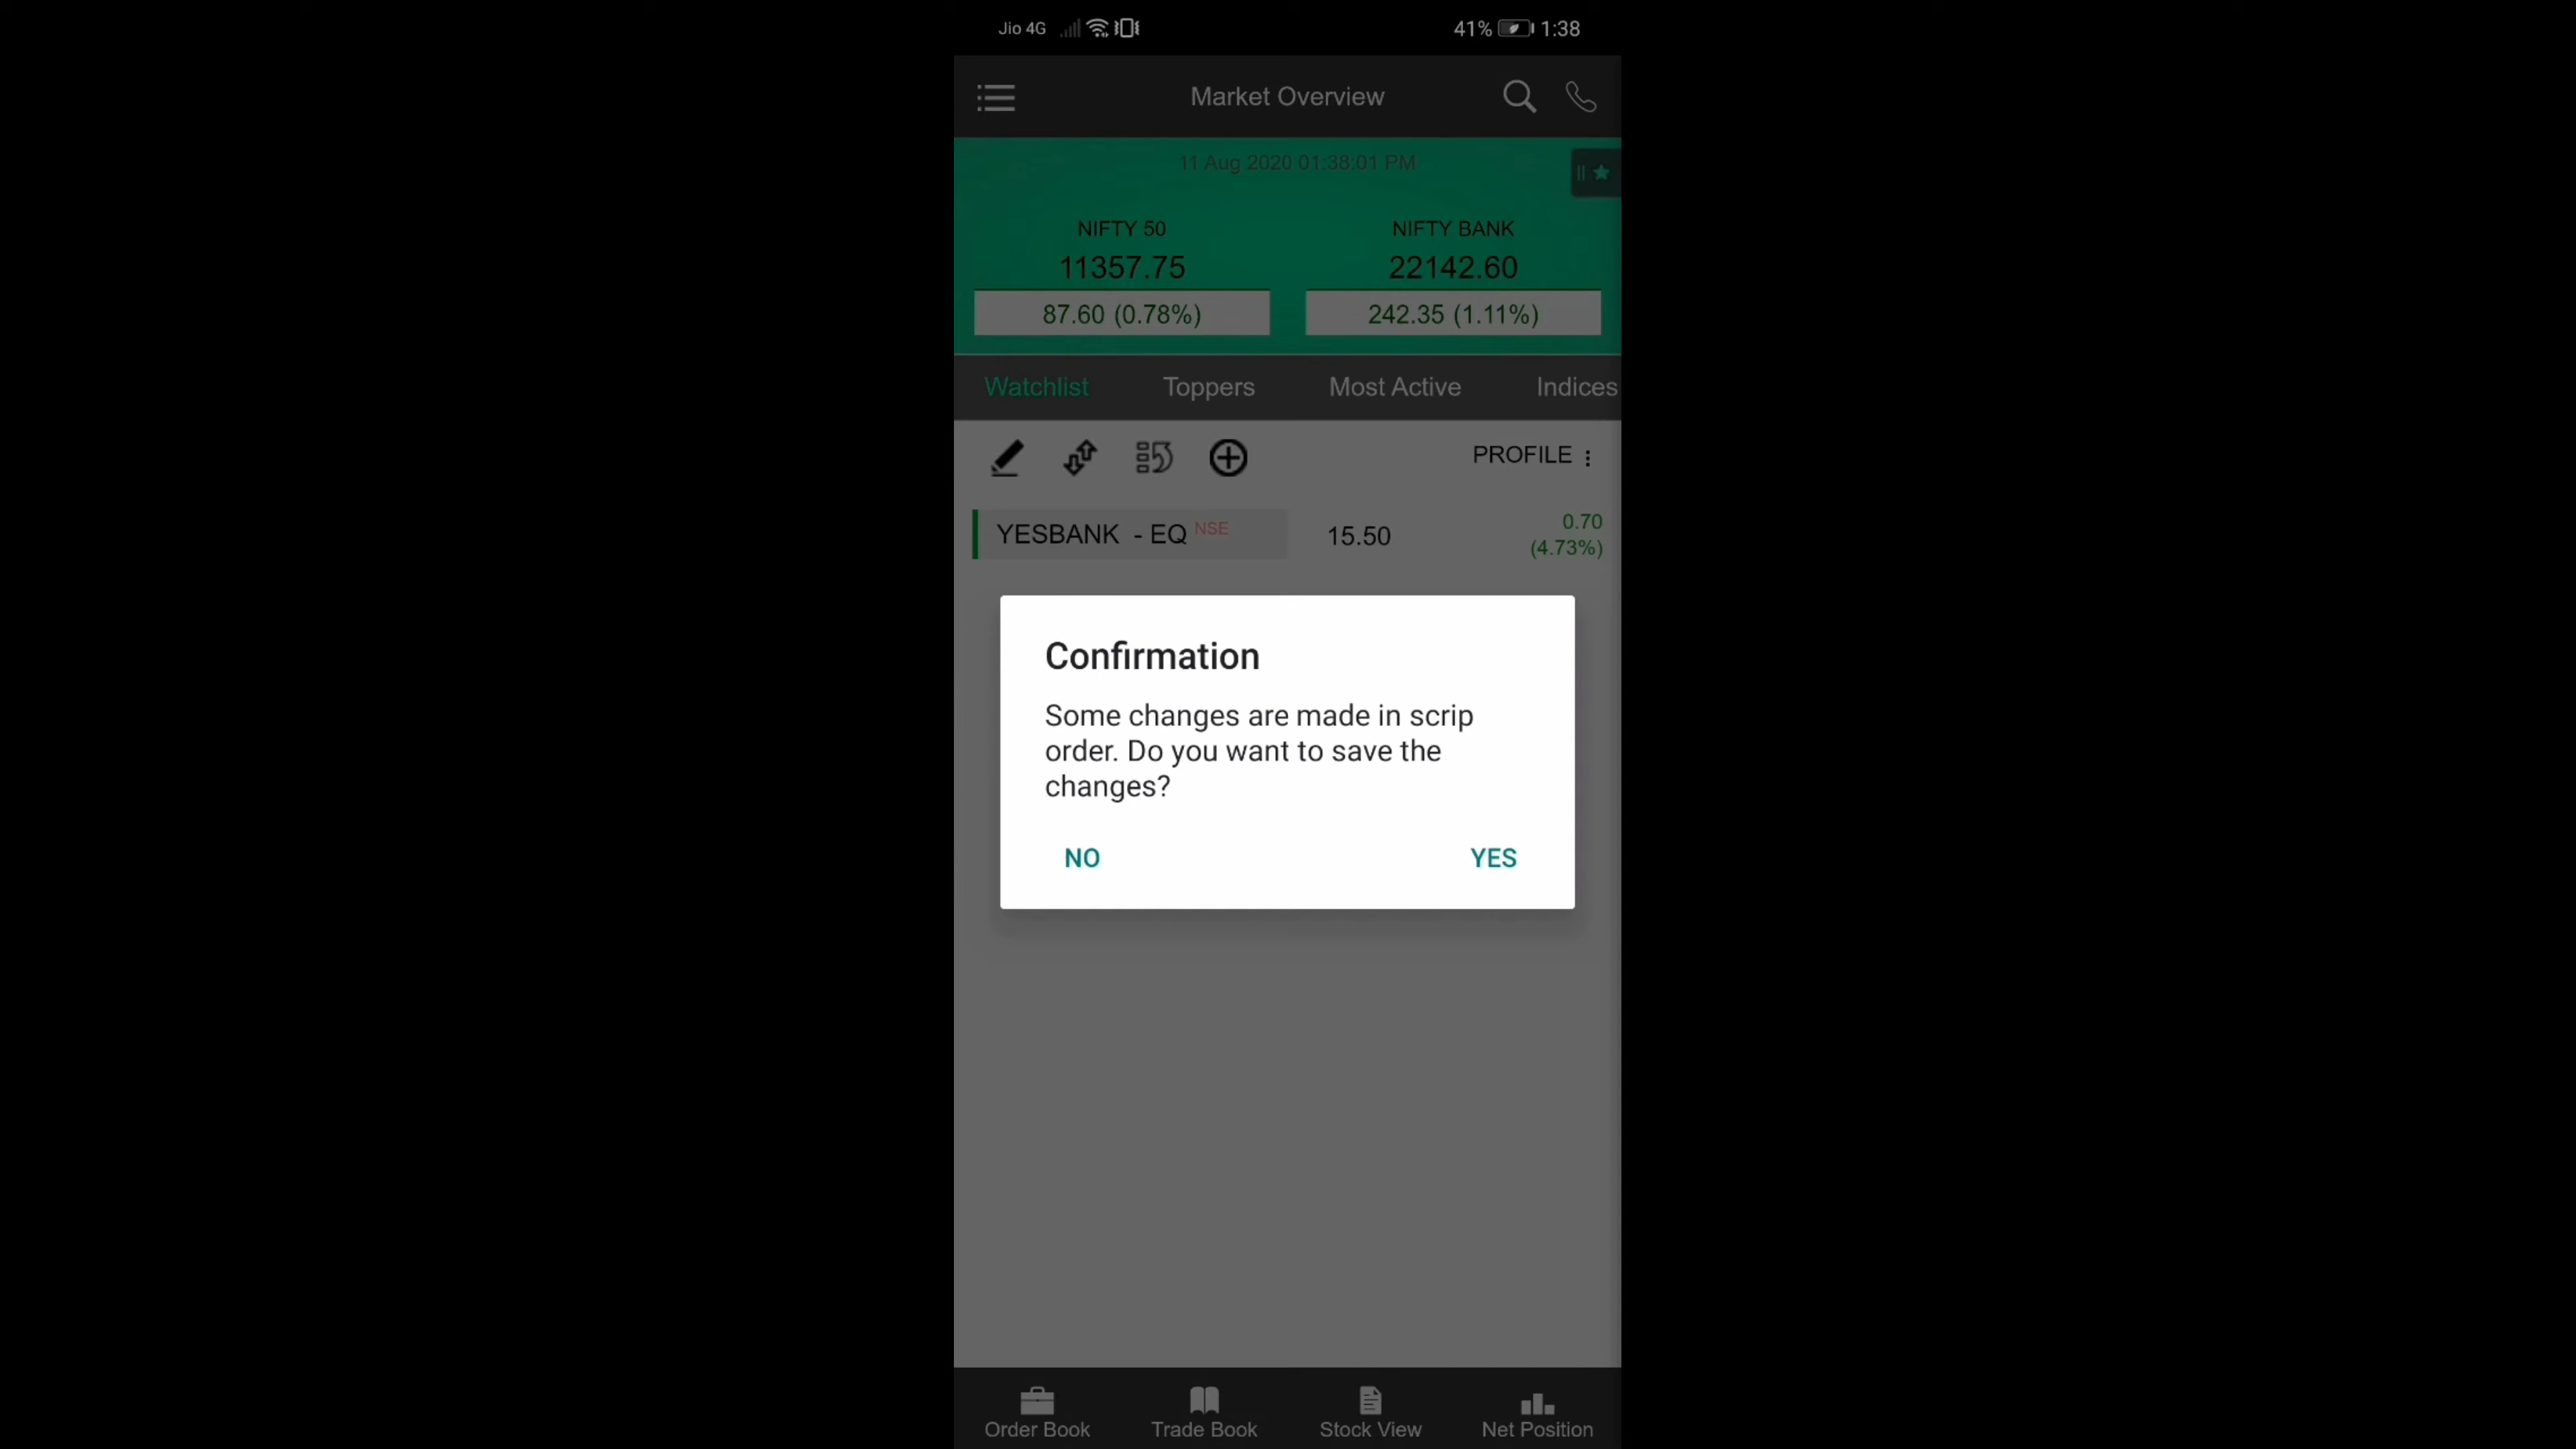 Jio 4G 41% 1:38
Market Overview
11 Aug 2020 01:38:01 PM
NIFTY 50 NIFTY BANK
11357.75 22142.60
87.60 (0.78%) 242.35 (1.11%)
Watchlist Toppers Most Active Indices
PROFILE
YESBANK - EQ NSE 15.50 0.70
(4.73%)
Confirmation
Some changes are made in scrip
order. Do you want to save the
changes?
NO YES
Order Book Trade Book Stock View Net Position